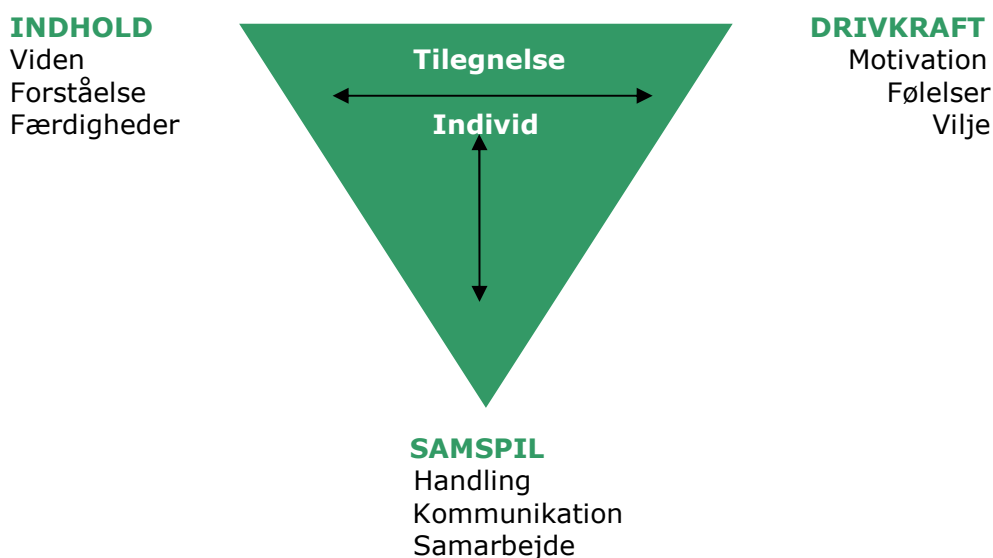 INDHOLD
Viden
Forståelse
Færdigheder
Tilegnelse
Individ
DRIVKRAFT
Motivation
Følelser
Vilje
SAMSPIL
Handling
Kommunikation
Samarbejde